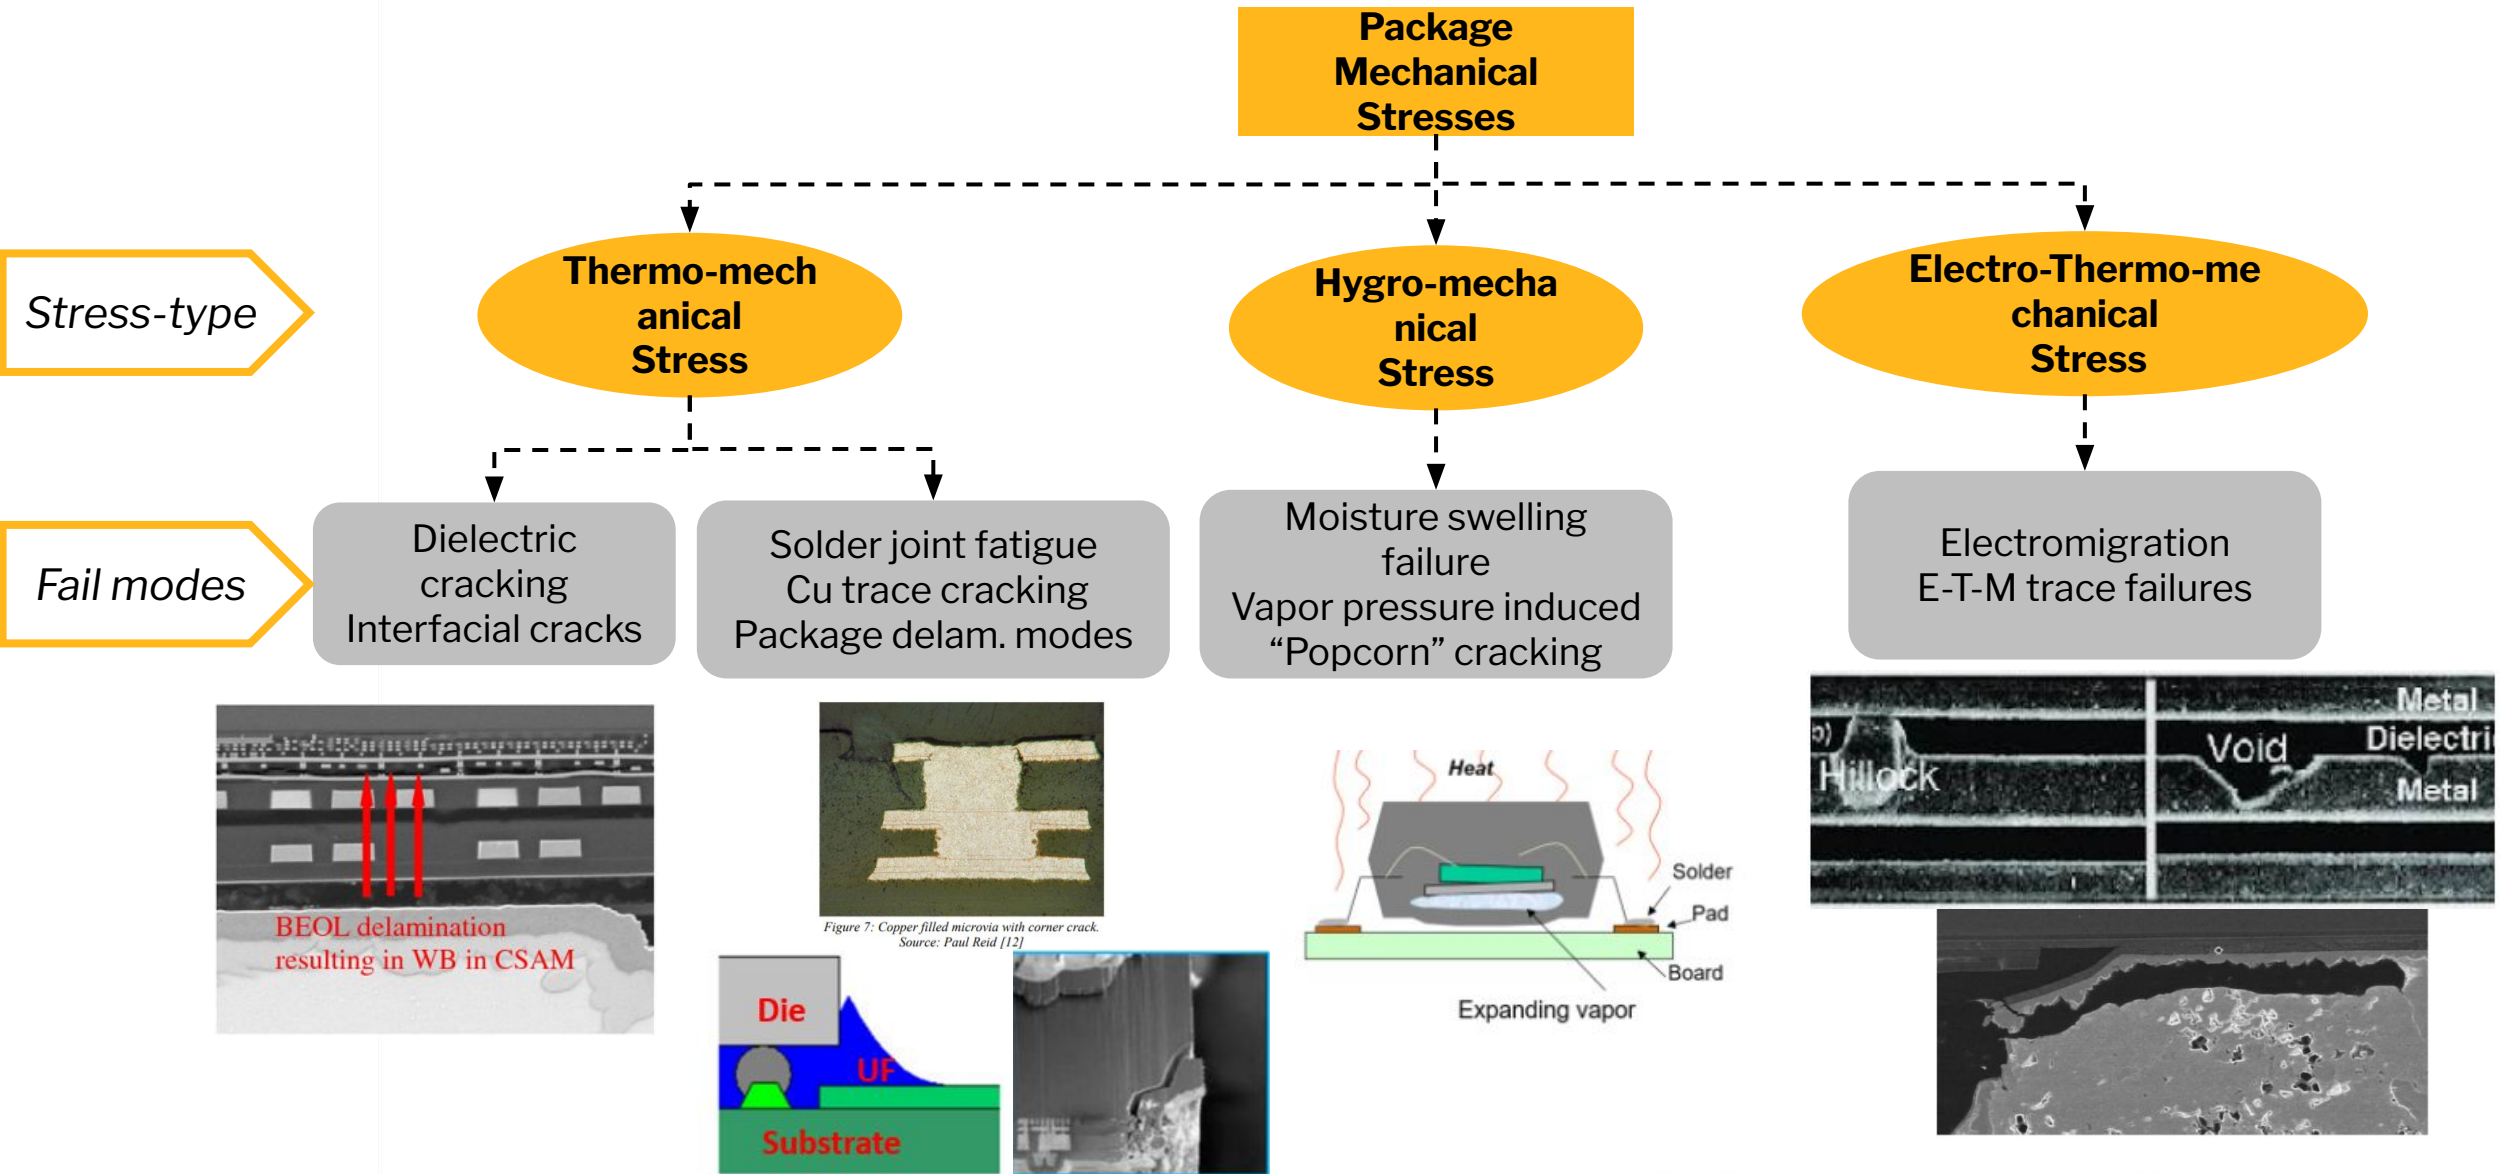 Package
Mechanical
Stresses
Stress-type
Thermo-mech
anical
Stress
Hygro-mecha
nical
Stress
Electro-Thermo-me
chanical
Stress
Fail modes
Dielectric
cracking
Interfacial cracks
Solder joint fatigue
Cu trace cracking
Package delam. modes
Moisture swelling
failure
Vapor pressure induced
“Popcorn” cracking
Electromigration
E-T-M trace failures
BEOL delamination
resulting in WB in CSAM
Figure 7: Copper filled microvia with corner crack.
Source: Paul Reid [12]
Die
UF
Substrate
Heat
Solder
Pad
Board
Expanding vapor
Hillock
Void
Metal
Dielectri
Metal